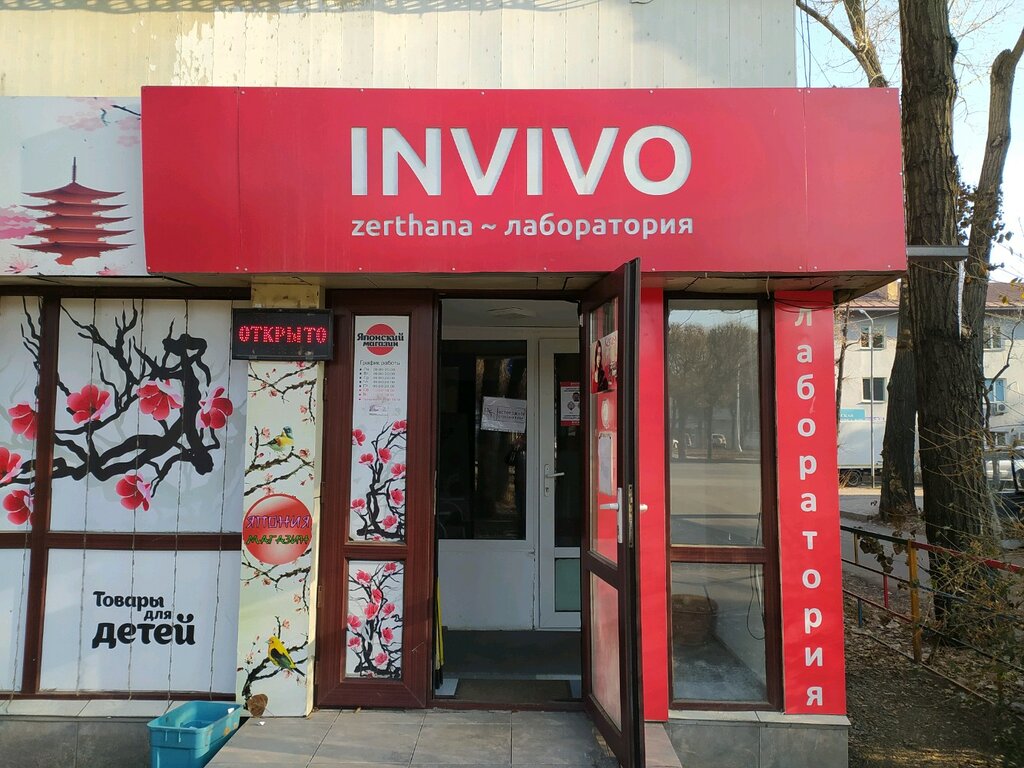 INVIVO
zerthana ~ лаборатория
ОТКРЫТО
Японский
магазин
График работы
ЯПОНИЯ
МАГАЗИН
Товары
для
детей
лаборатория